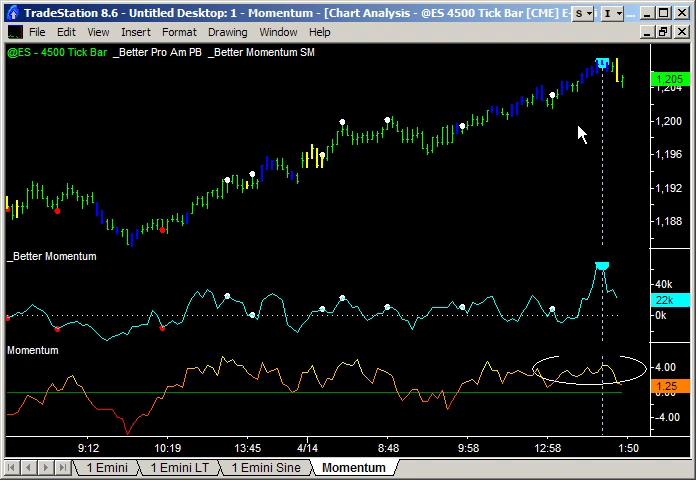 TradeStation 8.6 - Untitled Desktop: 1 - Momentum - [Chart Analysis - @ES 4500 Tick Bar [CME] E-
S I
File Edit View Insert Format Drawing Window Help
@ES - 4500 Tick Bar _Better Pro Am PB _Better Momentum SM
1,205
1,204
1,200
1,196
1,192
1,188
_Better Momentum
40k
22k
0k
Momentum
4.00
1.25
0.00
-4.00
9:12 10:19 13:45 4/14 8:48 9:58 12:58 1:50
1 Emini 1 Emini LT 1 Emini Sine Momentum